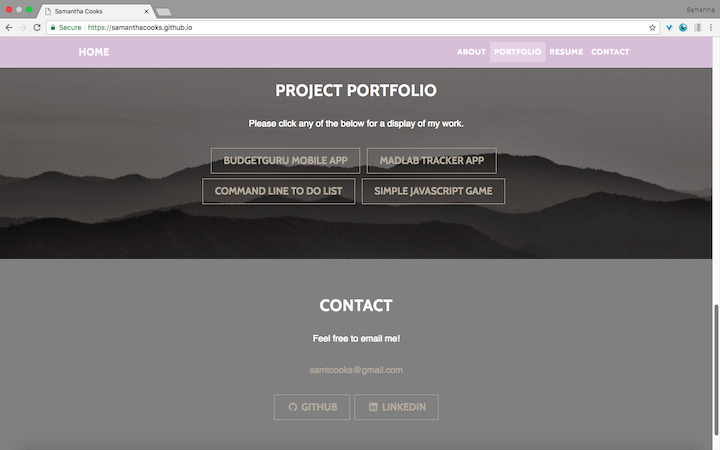 Samantha Cooks
Samantha
Secure https://samanthacooks.github.io
HOME ABOUT PORTFOLIO RESUME CONTACT
PROJECT PORTFOLIO
Please click any of the below for a display of my work.
BUDGETGURU MOBILE APP MADLAB TRACKER APP
COMMAND LINE TO DO LIST SIMPLE JAVASCRIPT GAME
CONTACT
Feel free to email me!
samtcooks@gmail.com
GITHUB LINKEDIN